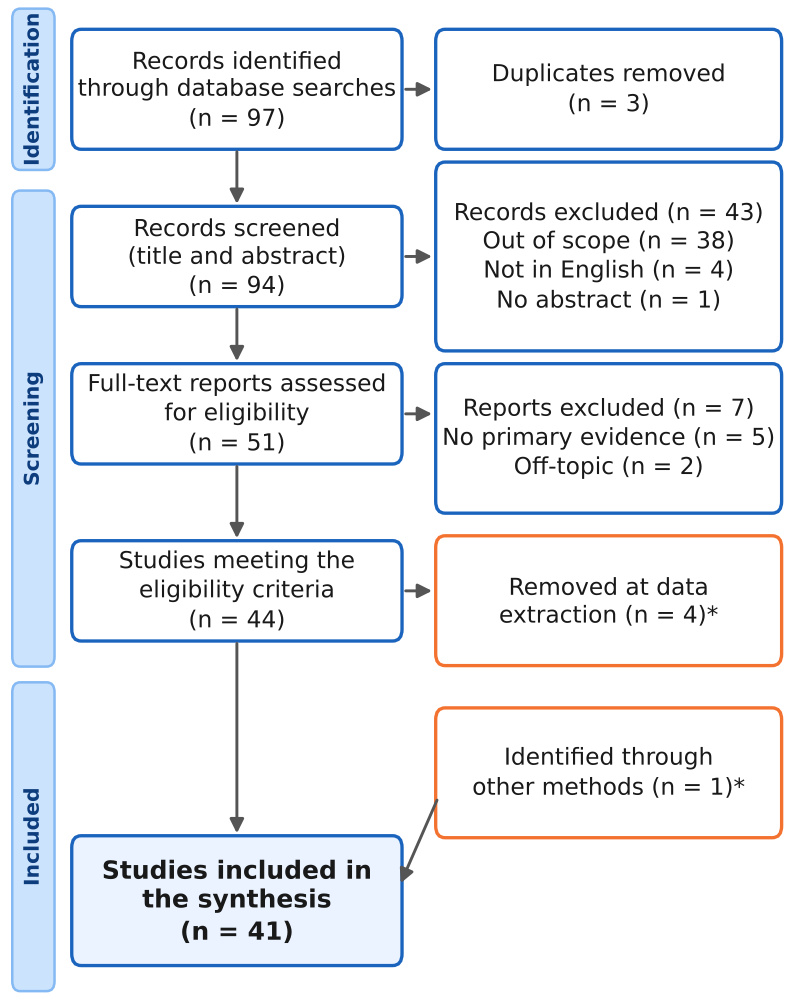 Identification
Records identified
through database searches
(n = 97)
Duplicates removed
(n = 3)
Screening
Records screened
(title and abstract)
(n = 94)
Records excluded (n = 43)
Out of scope (n = 38)
Not in English (n = 4)
No abstract (n = 1)
Full-text reports assessed
for eligibility
(n = 51)
Reports excluded (n = 7)
No primary evidence (n = 5)
Off-topic (n = 2)
Studies meeting the
eligibility criteria
(n = 44)
Removed at data
extraction (n = 4)*
Included
Identified through
other methods (n = 1)*
Studies included in
the synthesis
(n = 41)